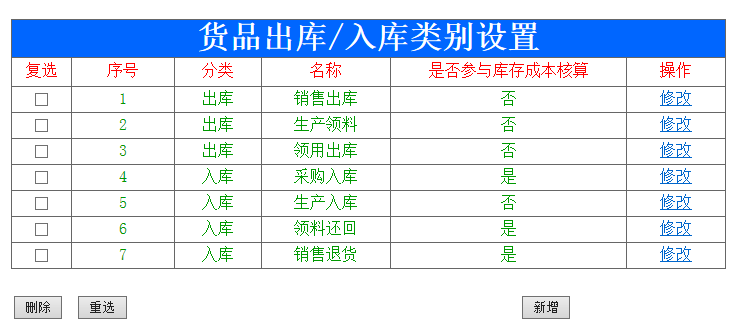 货品出库/入库类别设置
复选 序号 分类 名称 是否参与库存成本核算 操作
1 出库 销售出库 否 修改
2 出库 生产领料 否 修改
3 出库 领用出库 否 修改
4 入库 采购入库 是 修改
5 入库 生产入库 否 修改
6 入库 领料还回 是 修改
7 入库 销售退货 是 修改
删除 重选 新增